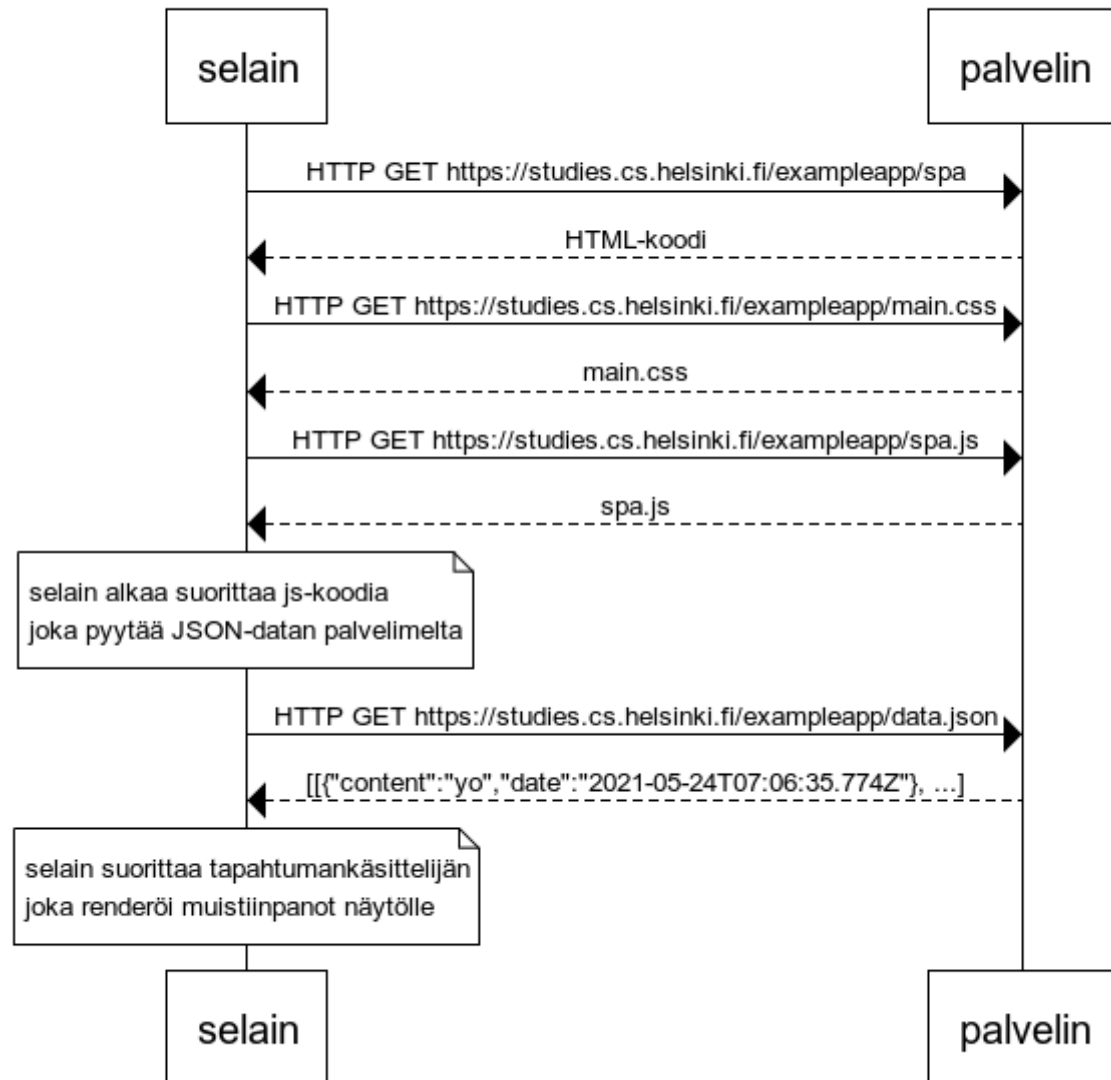 selain
palvelin
HTTP GET https://studies.cs.helsinki.fi/exampleapp/spa
HTML-koodi
HTTP GET https://studies.cs.helsinki.fi/exampleapp/main.css
main.css
HTTP GET https://studies.cs.helsinki.fi/exampleapp/spa.js
spa.js
selain alkaa suorittaa js-koodia
joka pyytää JSON-datan palvelimelta
HTTP GET https://studies.cs.helsinki.fi/exampleapp/data.json
[[{"content":"yo","date":"2021-05-24T07:06:35.774Z"}, ...]
selain suorittaa tapahtumankäsittelijän
joka renderöi muistiinpanot näytölle
selain
palvelin